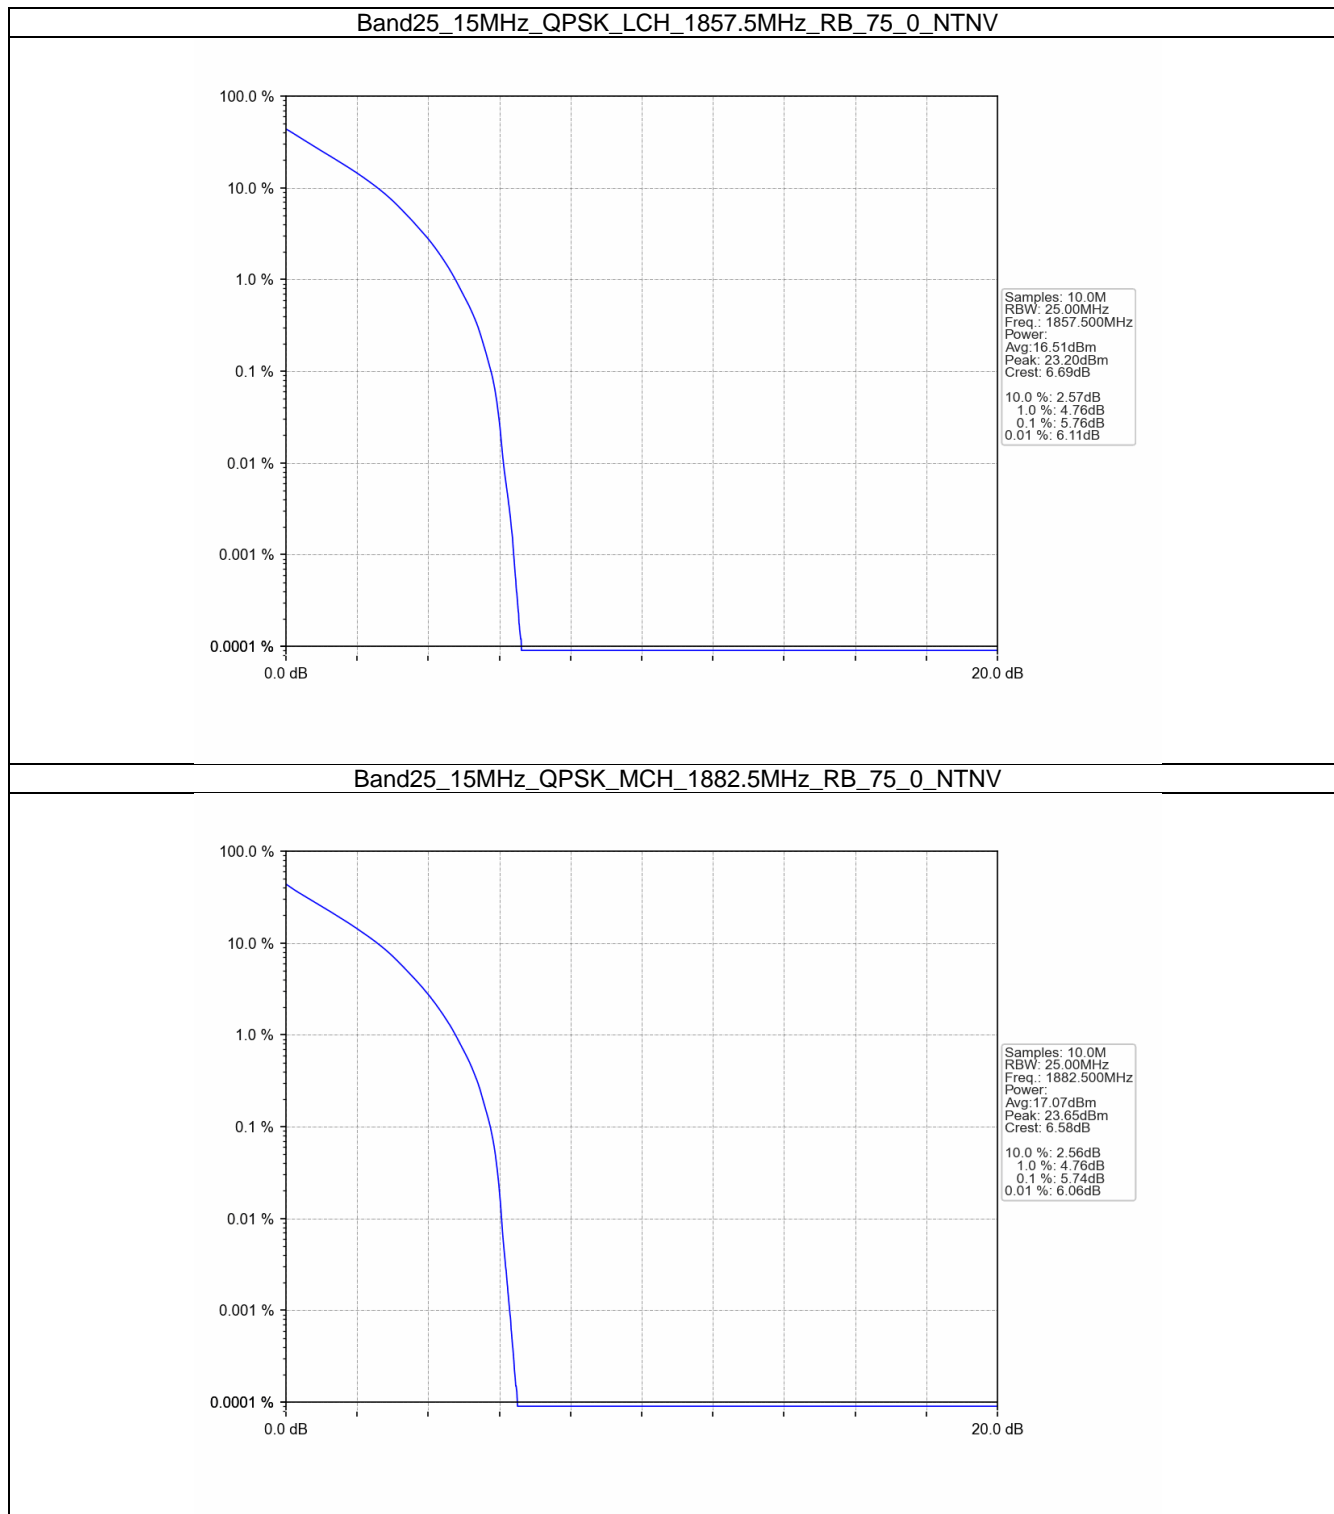 Band25_15MHz_QPSK_LCH_1857.5MHz_RB_75_0_NTNV
100.0 %
10.0 %
1.0 %
0.1 %
0.01 %
0.001 %
0.0001 %
0.0 dB
20.0 dB
Samples: 10.0M
RBW: 25.00MHz
Freq.: 1857.500MHz
Power:
Avg:16.51dBm
Peak: 23.20dBm
Crest: 6.69dB
10.0 %: 2.57dB
1.0 %: 4.76dB
0.1 %: 5.76dB
0.01 %: 6.11dB
Band25_15MHz_QPSK_MCH_1882.5MHz_RB_75_0_NTNV
100.0 %
10.0 %
1.0 %
0.1 %
0.01 %
0.001 %
0.0001 %
0.0 dB
20.0 dB
Samples: 10.0M
RBW: 25.00MHz
Freq.: 1882.500MHz
Power:
Avg:17.07dBm
Peak: 23.65dBm
Crest: 6.58dB
10.0 %: 2.56dB
1.0 %: 4.76dB
0.1 %: 5.74dB
0.01 %: 6.06dB